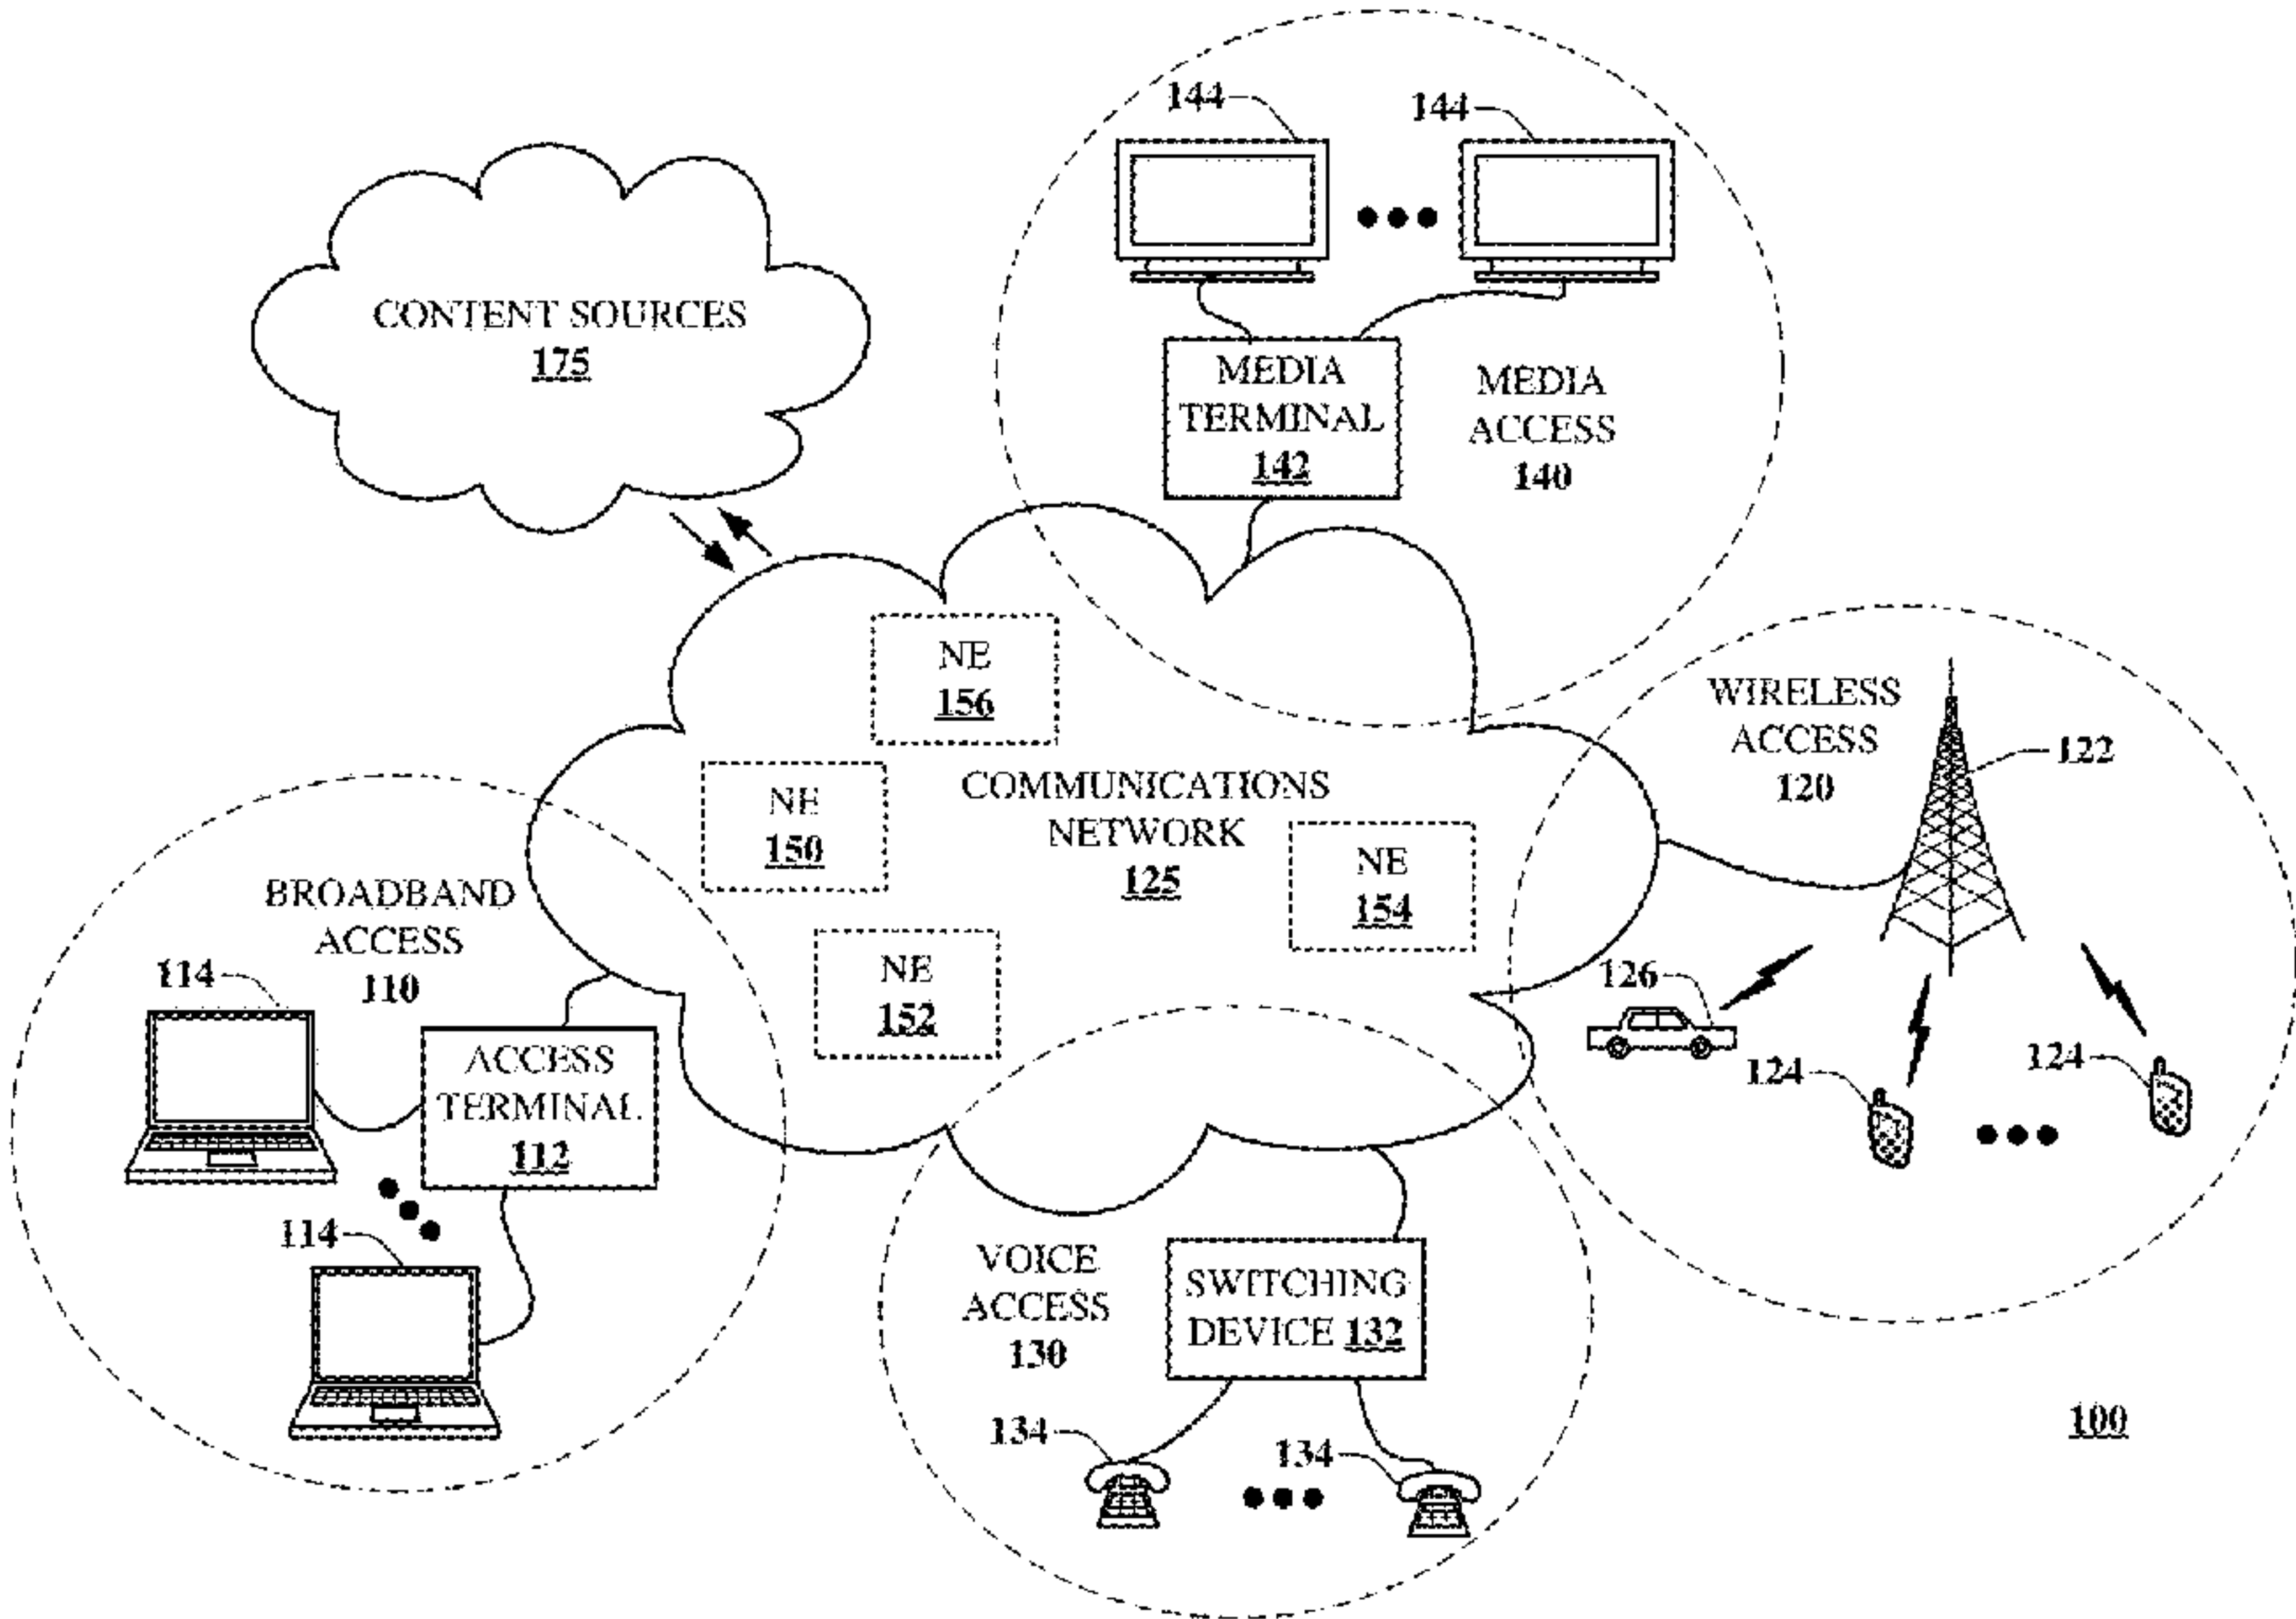 144
144
CONTENT SOURCES
175
MEDIA
TERMINAL
142
MEDIA
ACCESS
140
NE
156
WIRELESS
ACCESS
120
122
COMMUNICATIONS
NETWORK
125
NE
150
NE
154
BROADBAND
ACCESS
110
114
NE
152
126
124
124
ACCESS
TERMINAL
112
114
VOICE
ACCESS
130
SWITCHING
DEVICE 132
134
134
100